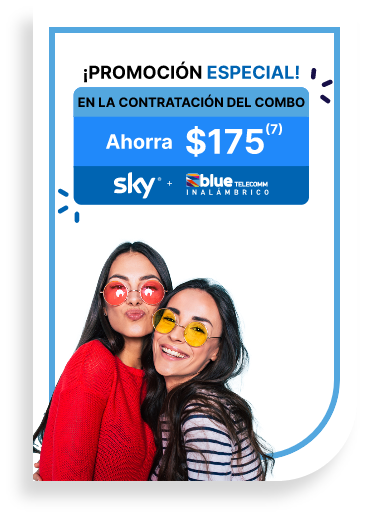 ¡PROMOCIÓN ESPECIAL!
EN LA CONTRATACIÓN DEL COMBO
Ahorra $175(7)
sky® + blue TELECOMM
INALÁMBRICO